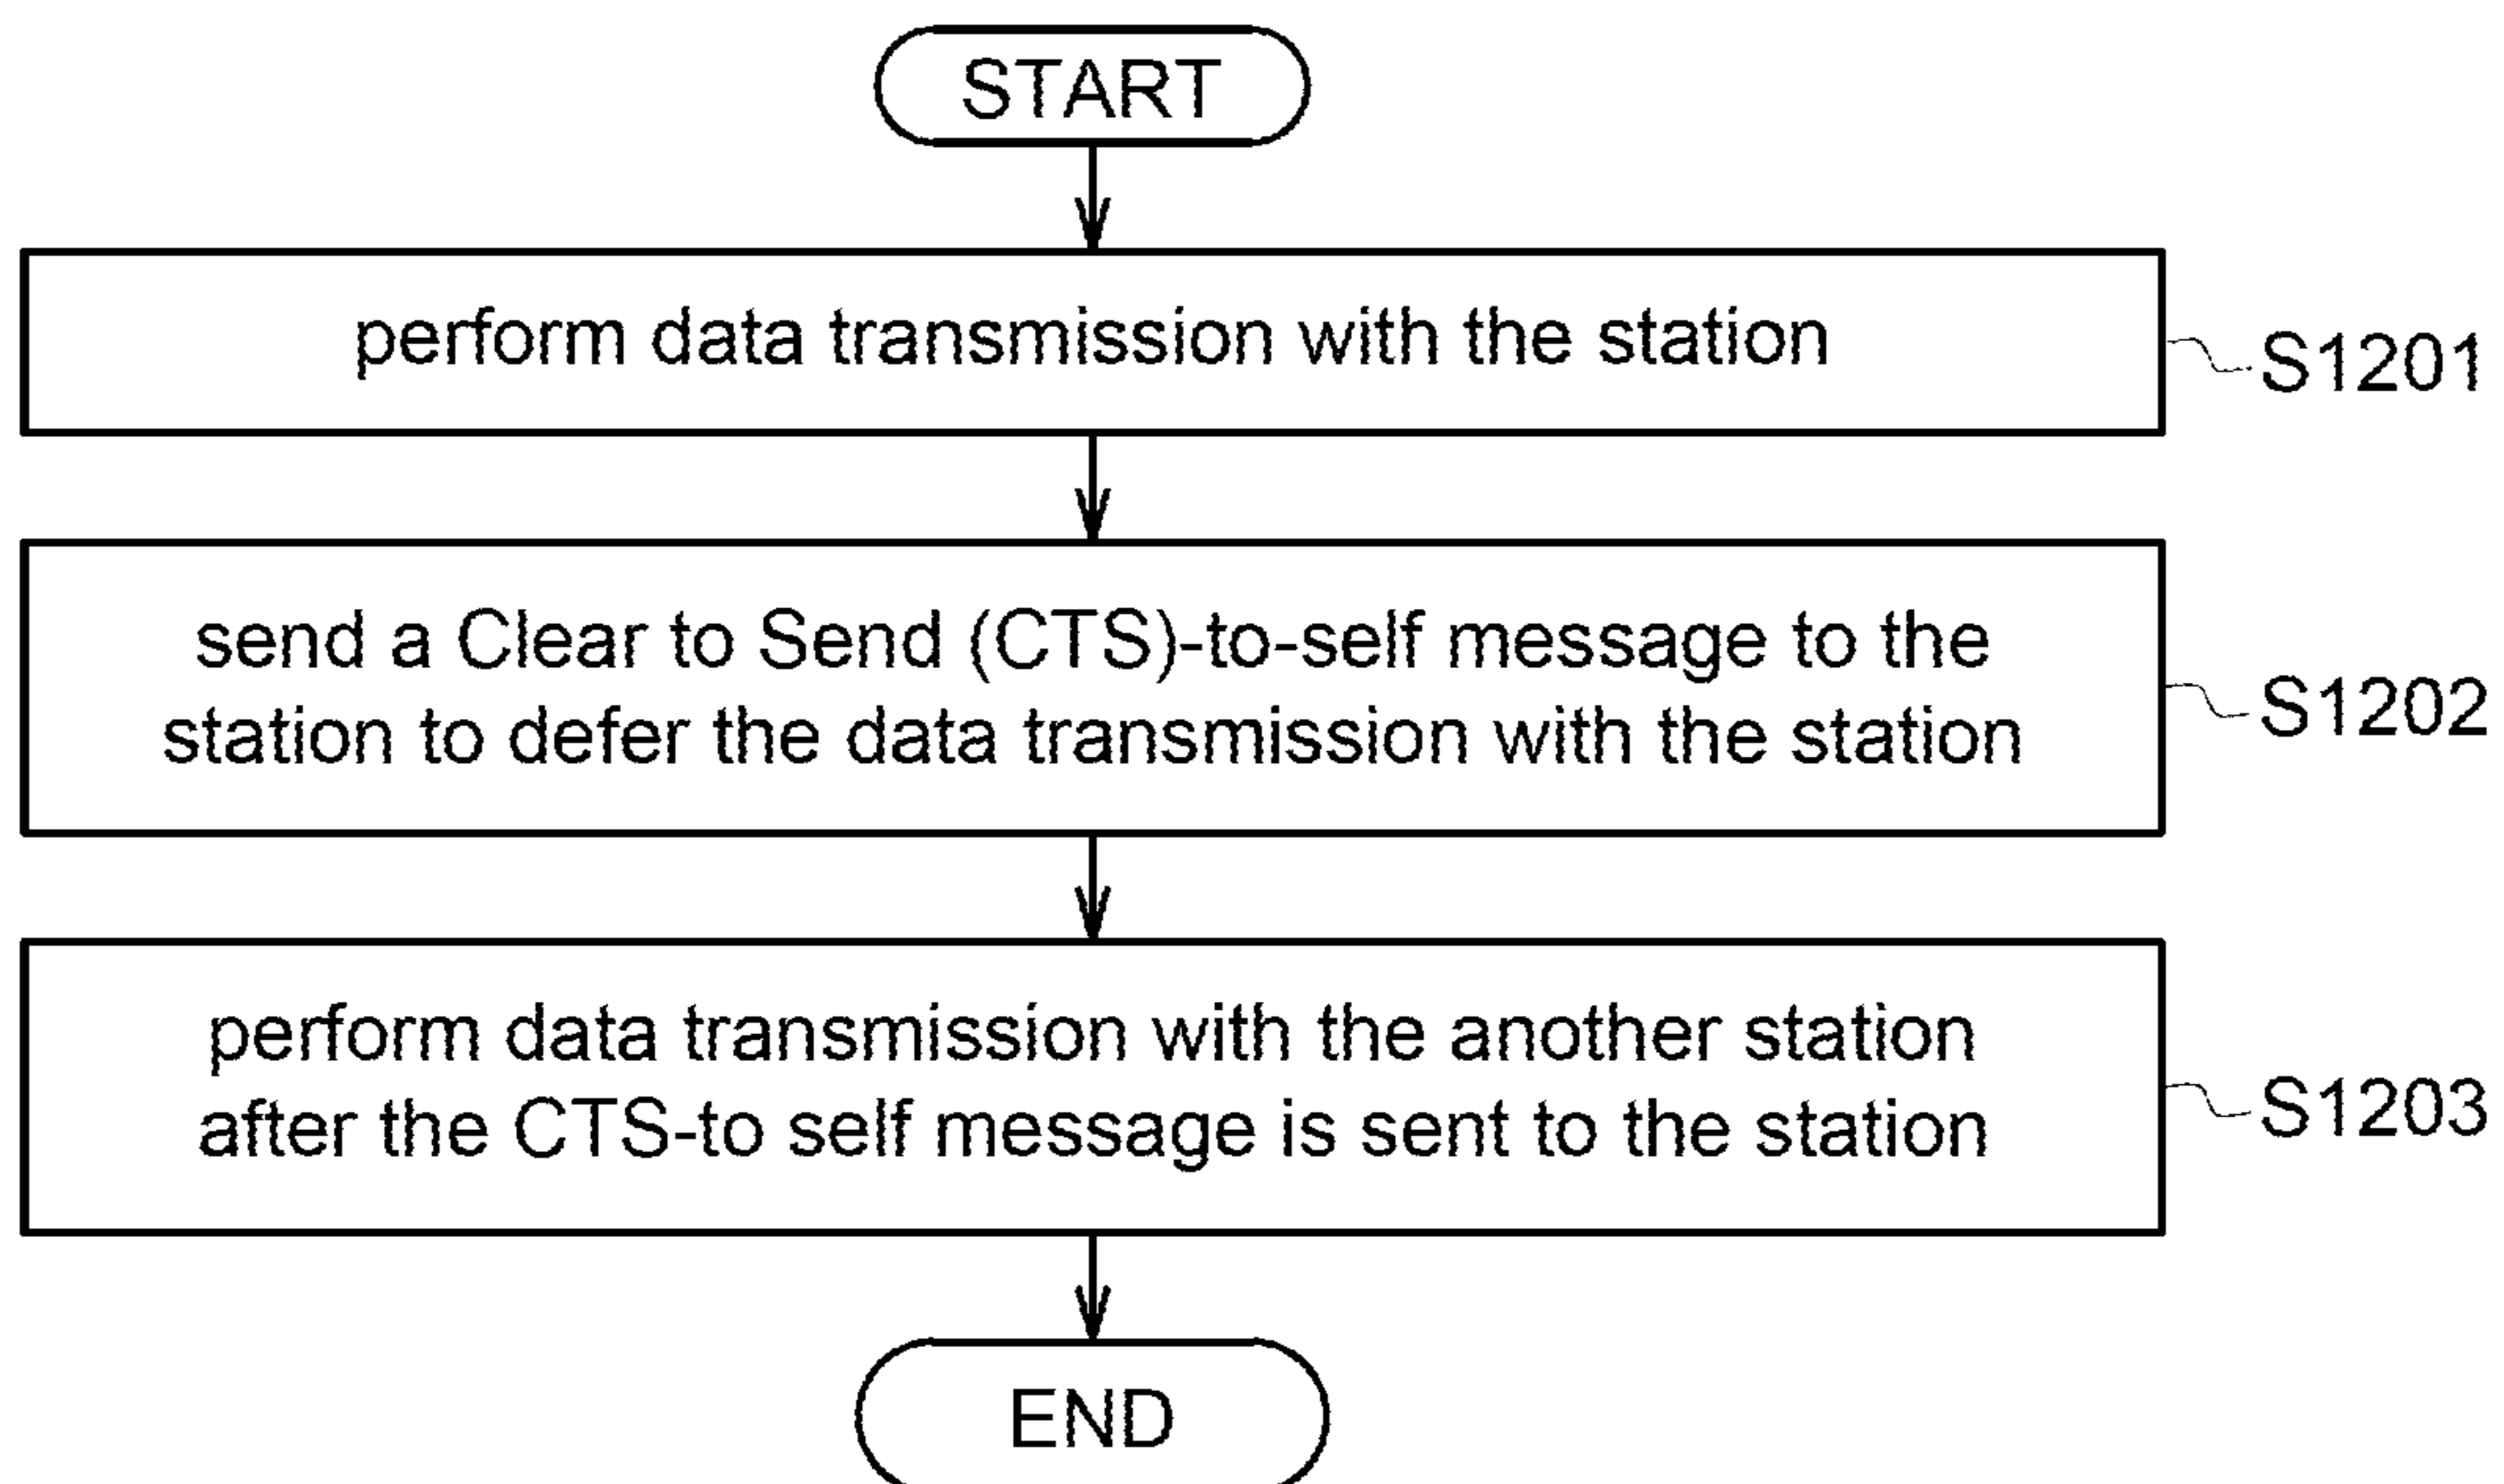 START
perform data transmission with the station
S1201
send a Clear to Send (CTS)-to-self message to the
station to defer the data transmission with the station
S1202
perform data transmission with the another station
after the CTS-to self message is sent to the station
S1203
END